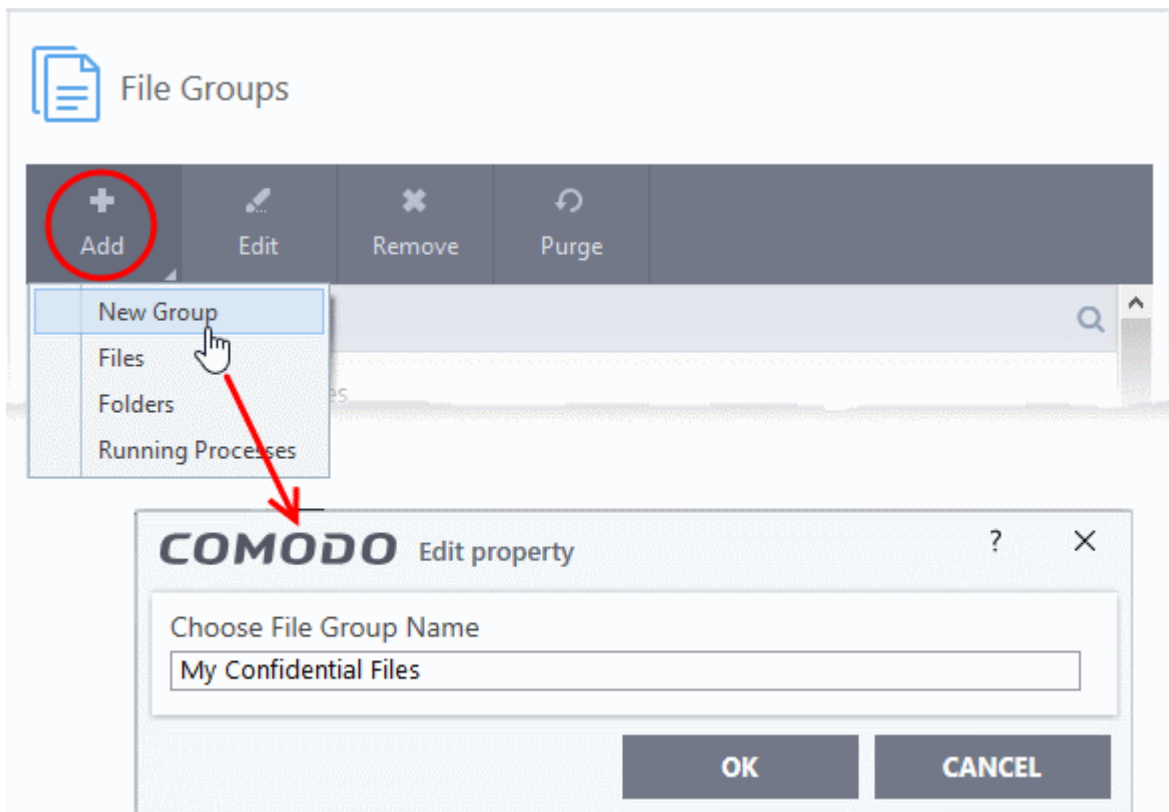 File Groups
Add Edit Remove Purge
New Group
Files
Folders
Running Processes
COMODO Edit property ?
Choose File Group Name
My Confidential Files
OK CANCEL